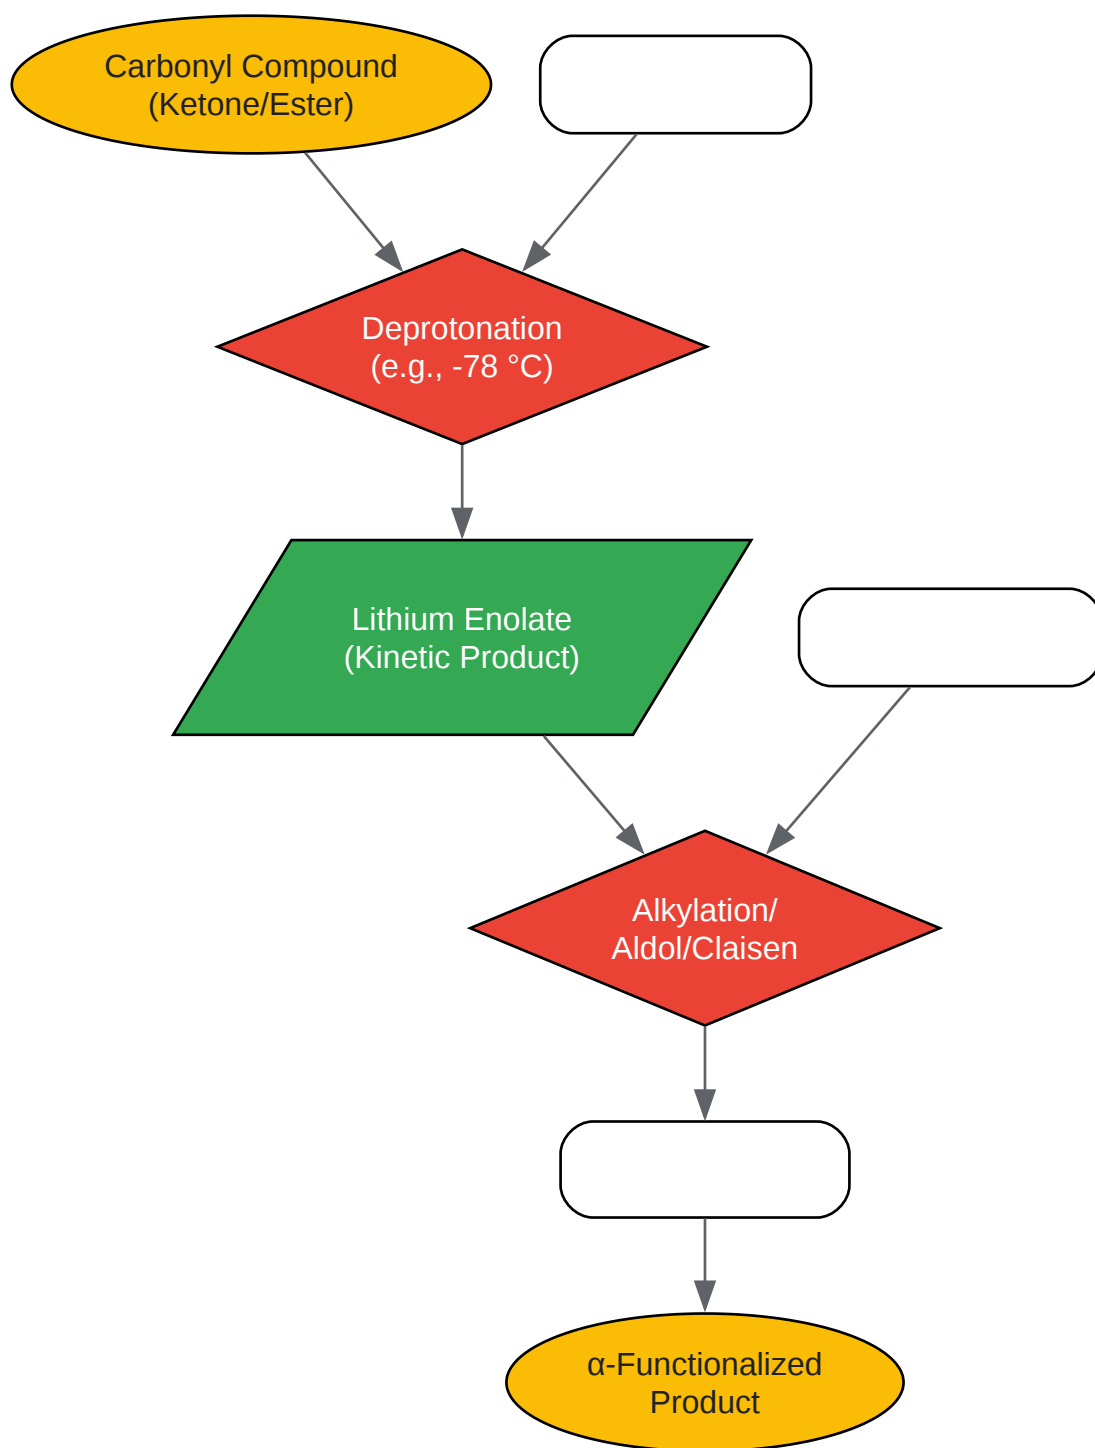 Carbonyl Compound
(Ketone/Ester)
Deprotonation
(e.g., -78 °C)
Lithium Enolate
(Kinetic Product)
Alkylation/
Aldol/Claisen
α-Functionalized
Product